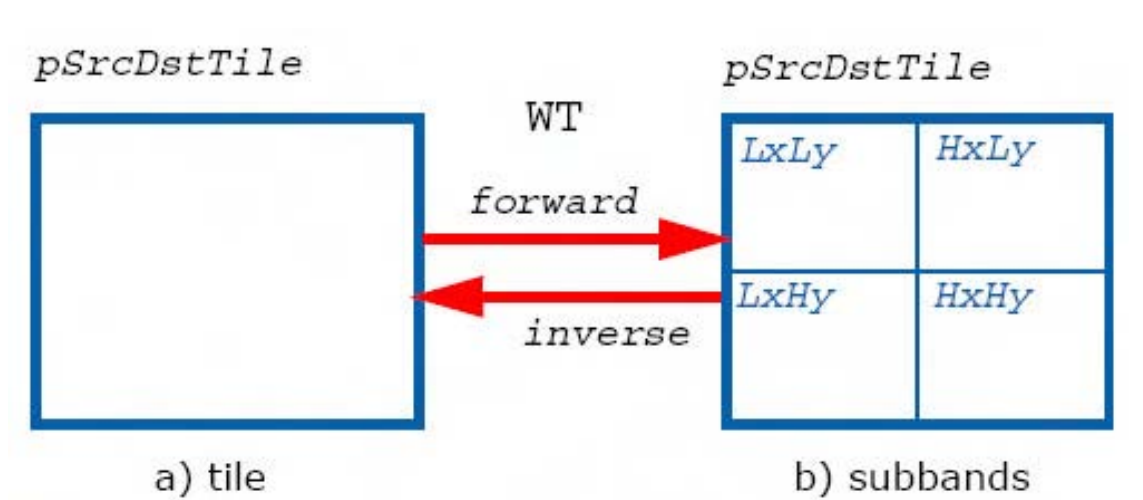 pSrcDstTile
pSrcDstTile
WT
forward
inverse
LxLy
HxLy
LxHy
HxHy
a) tile
b) subbands